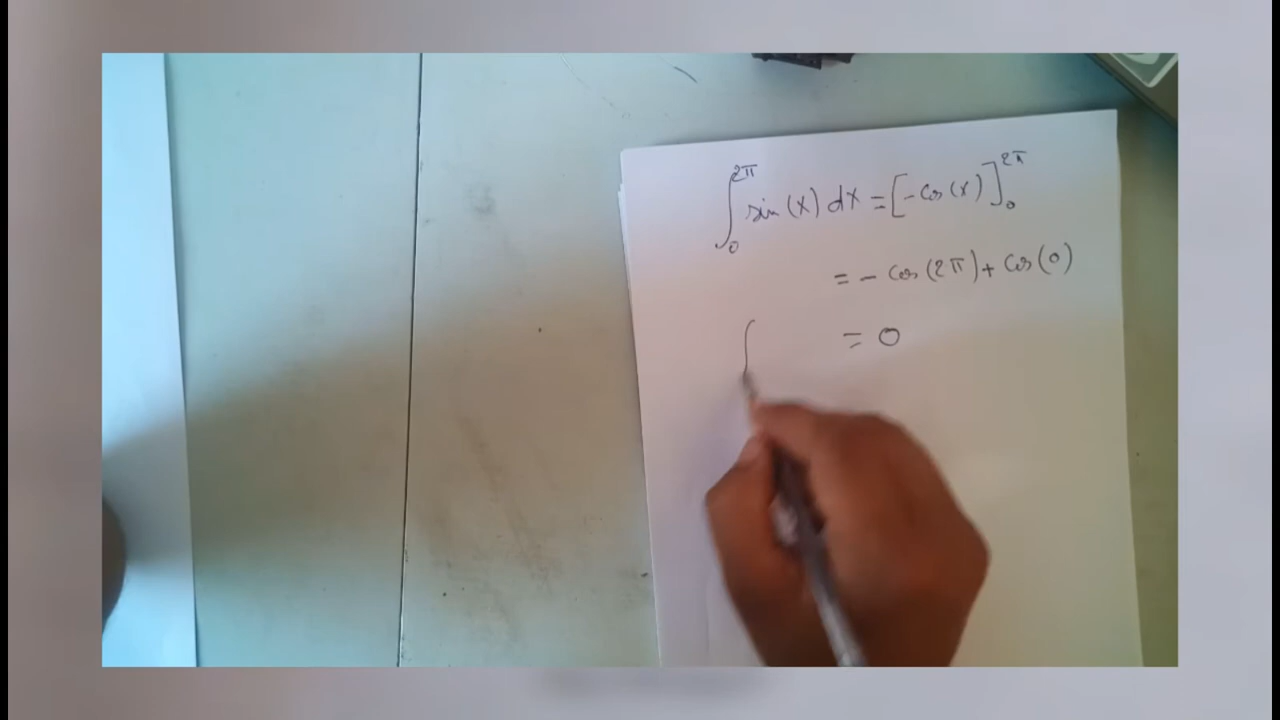 ∫₀^2π sin(x) dx = [-cos(x)]₀^2π
= - cos(2π) + cos(0)
= 0
∫